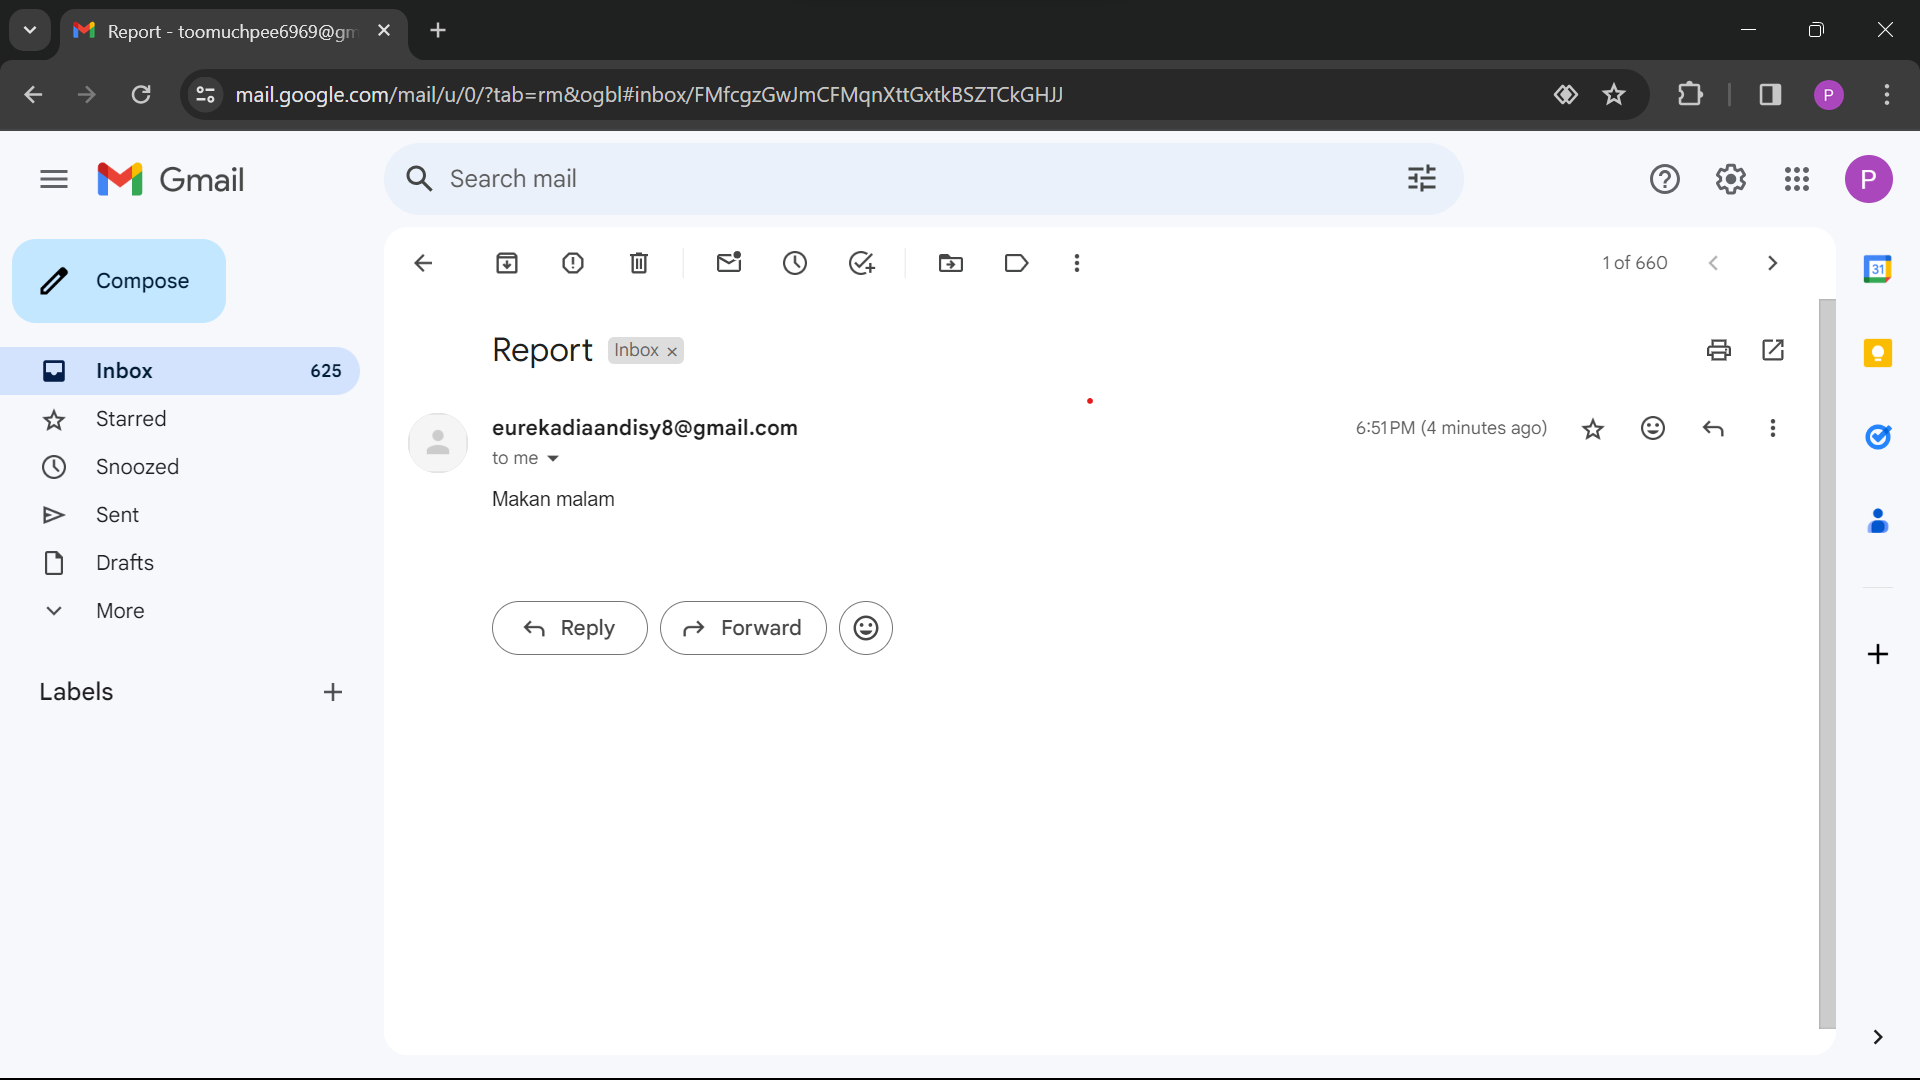 Report - toomuchpee6969@gm
mail.google.com/mail/u/0/?tab=rm&ogbl#inbox/FMfcgzGwJmCFMqnXttGxtkBSZTCkGHJJ
P
Gmail
Search mail
P
Compose
1 of 660
31
Report
Inbox ×
Inbox
625
Starred
eurekadiaandisy8@gmail.com
6:51 PM (4 minutes ago)
to me
Snoozed
Makan malam
Sent
Drafts
More
Reply
Forward
Labels